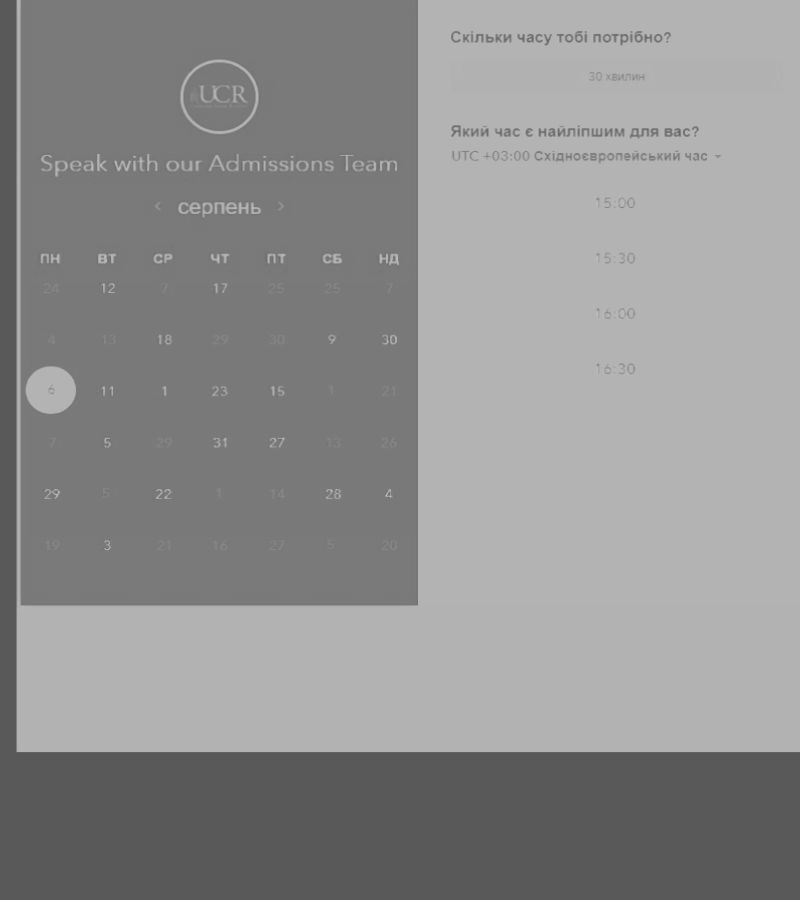 UCR
Speak with our Admissions Team
серпень
ПН ВТ СР ЧТ ПТ СБ НД
24 12 7 17 25 25 7
4 13 18 29 30 9 30
6 11 1 23 15 1 21
7 5 29 31 27 13 26
29 5 22 1 14 28 4
19 3 21 16 27 5 20
Скільки часу тобі потрібно?
30 хвилин
Який час є найліпшим для вас?
UTC +03:00 Східноєвропейський час
15:00
15:30
16:00
16:30